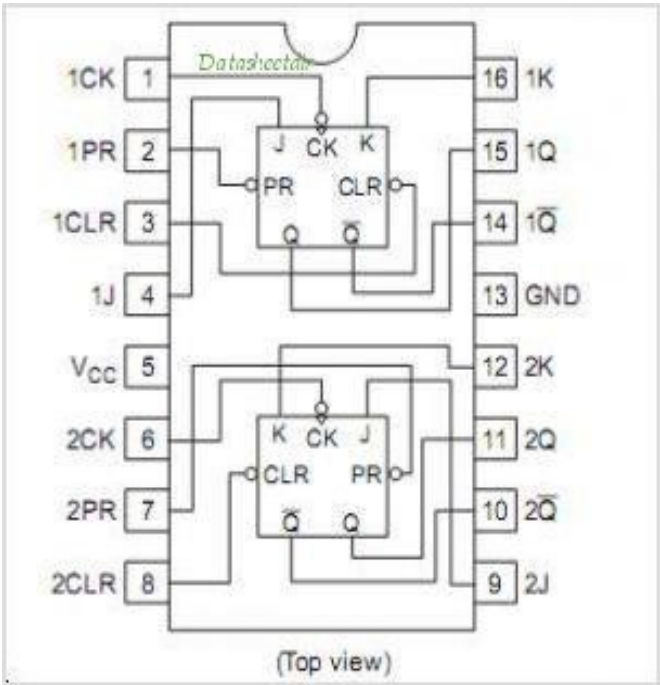 Datasheetdir
1CK 1 16 1K
J CK K
1PR 2 15 1Q
PR CLR
1CLR 3 14 1Q̅
Q Q̅
1J 4 13 GND
VCC 5 12 2K
2CK 6 11 2Q
K CK J
CLR PR
2PR 7 10 2Q̅
Q̅ Q
2CLR 8 9 2J
(Top view)